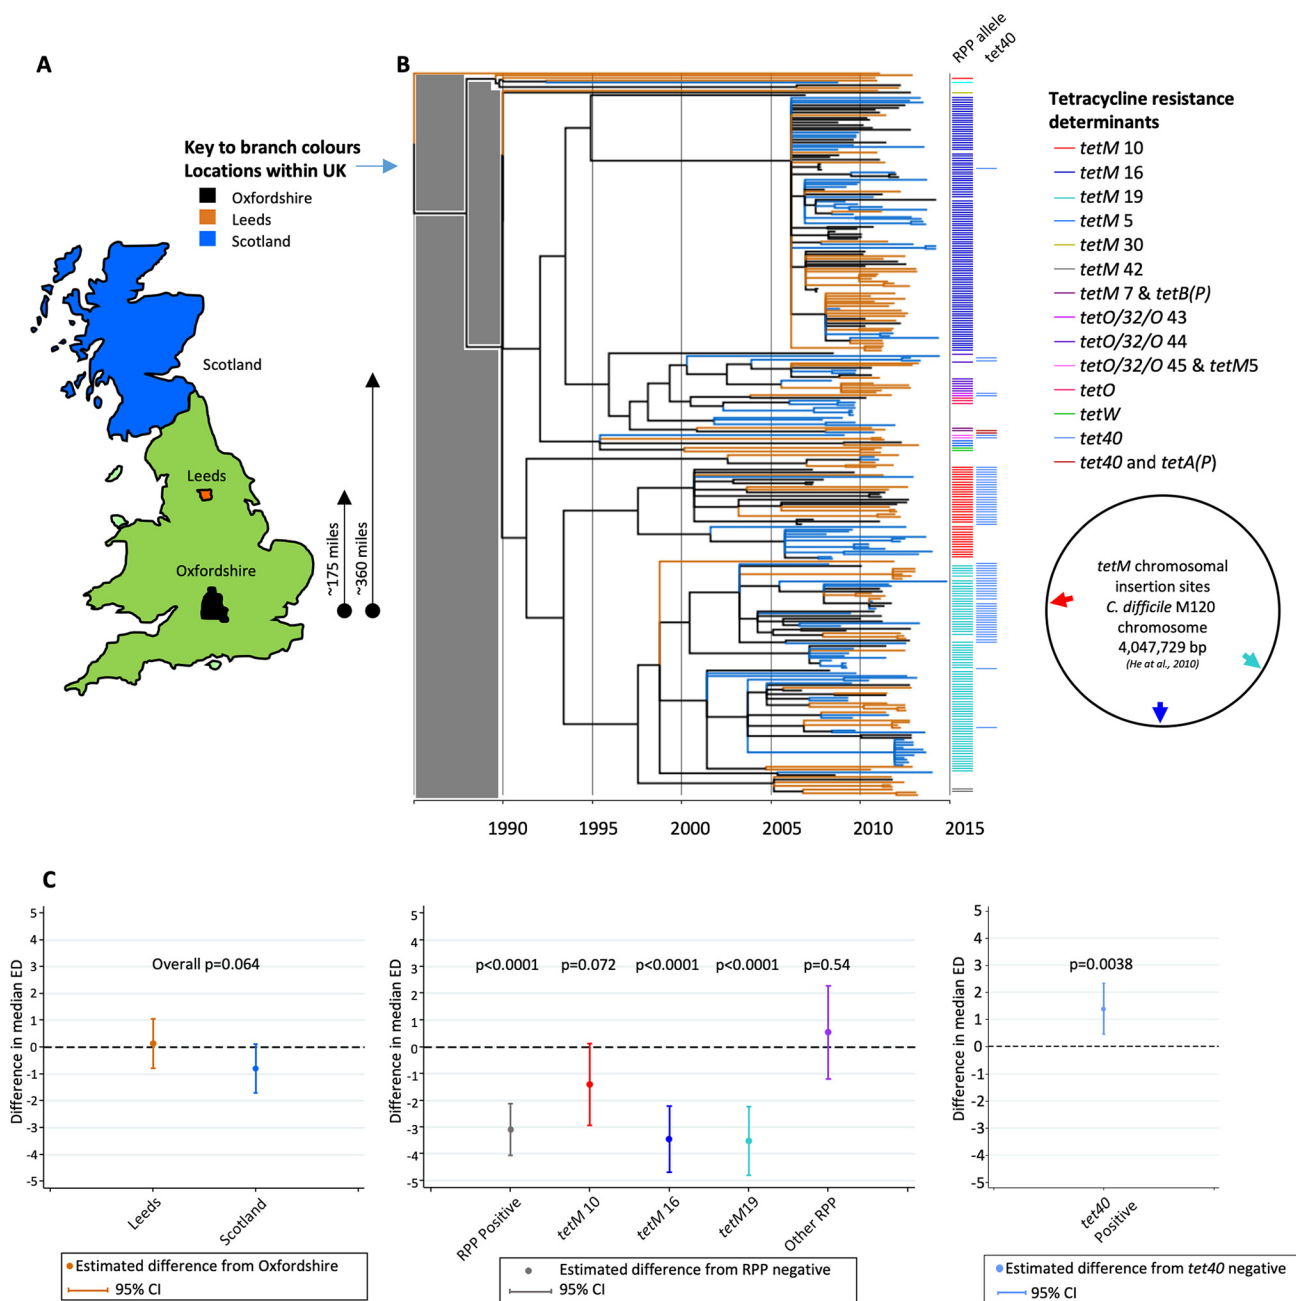 A
Key to branch colours
Locations within UK
Oxfordshire
Leeds
Scotland
Scotland
Leeds
Oxfordshire
~175 miles
~360 miles
B
RPP allele
tet40
1990
1995
2000
2005
2010
2015
Tetracycline resistance
determinants
tetM 10
tetM 16
tetM 19
tetM 5
tetM 30
tetM 42
tetM 7 & tetB(P)
tetO/32/O 43
tetO/32/O 44
tetO/32/O 45 & tetM5
tetO
tetW
tet40
tet40 and tetA(P)
tetM chromosomal
insertion sites
C. difficile M120
chromosome
4,047,729 bp
(He at al., 2010)
C
Difference in median ED
5
4
3
2
1
0
-1
-2
-3
-4
-5
Overall p=0.064
Leeds
Scotland
Estimated difference from Oxfordshire
95% CI
Difference in median ED
5
4
3
2
1
0
-1
-2
-3
-4
-5
p<0.0001
p=0.072
p<0.0001
p<0.0001
p=0.54
RPP Positive
tetM 10
tetM 16
tetM19
Other RPP
Estimated difference from RPP negative
95% CI
Difference in median ED
5
4
3
2
1
0
-1
-2
-3
-4
-5
p=0.0038
tet40
Positive
Estimated difference from tet40 negative
95% CI